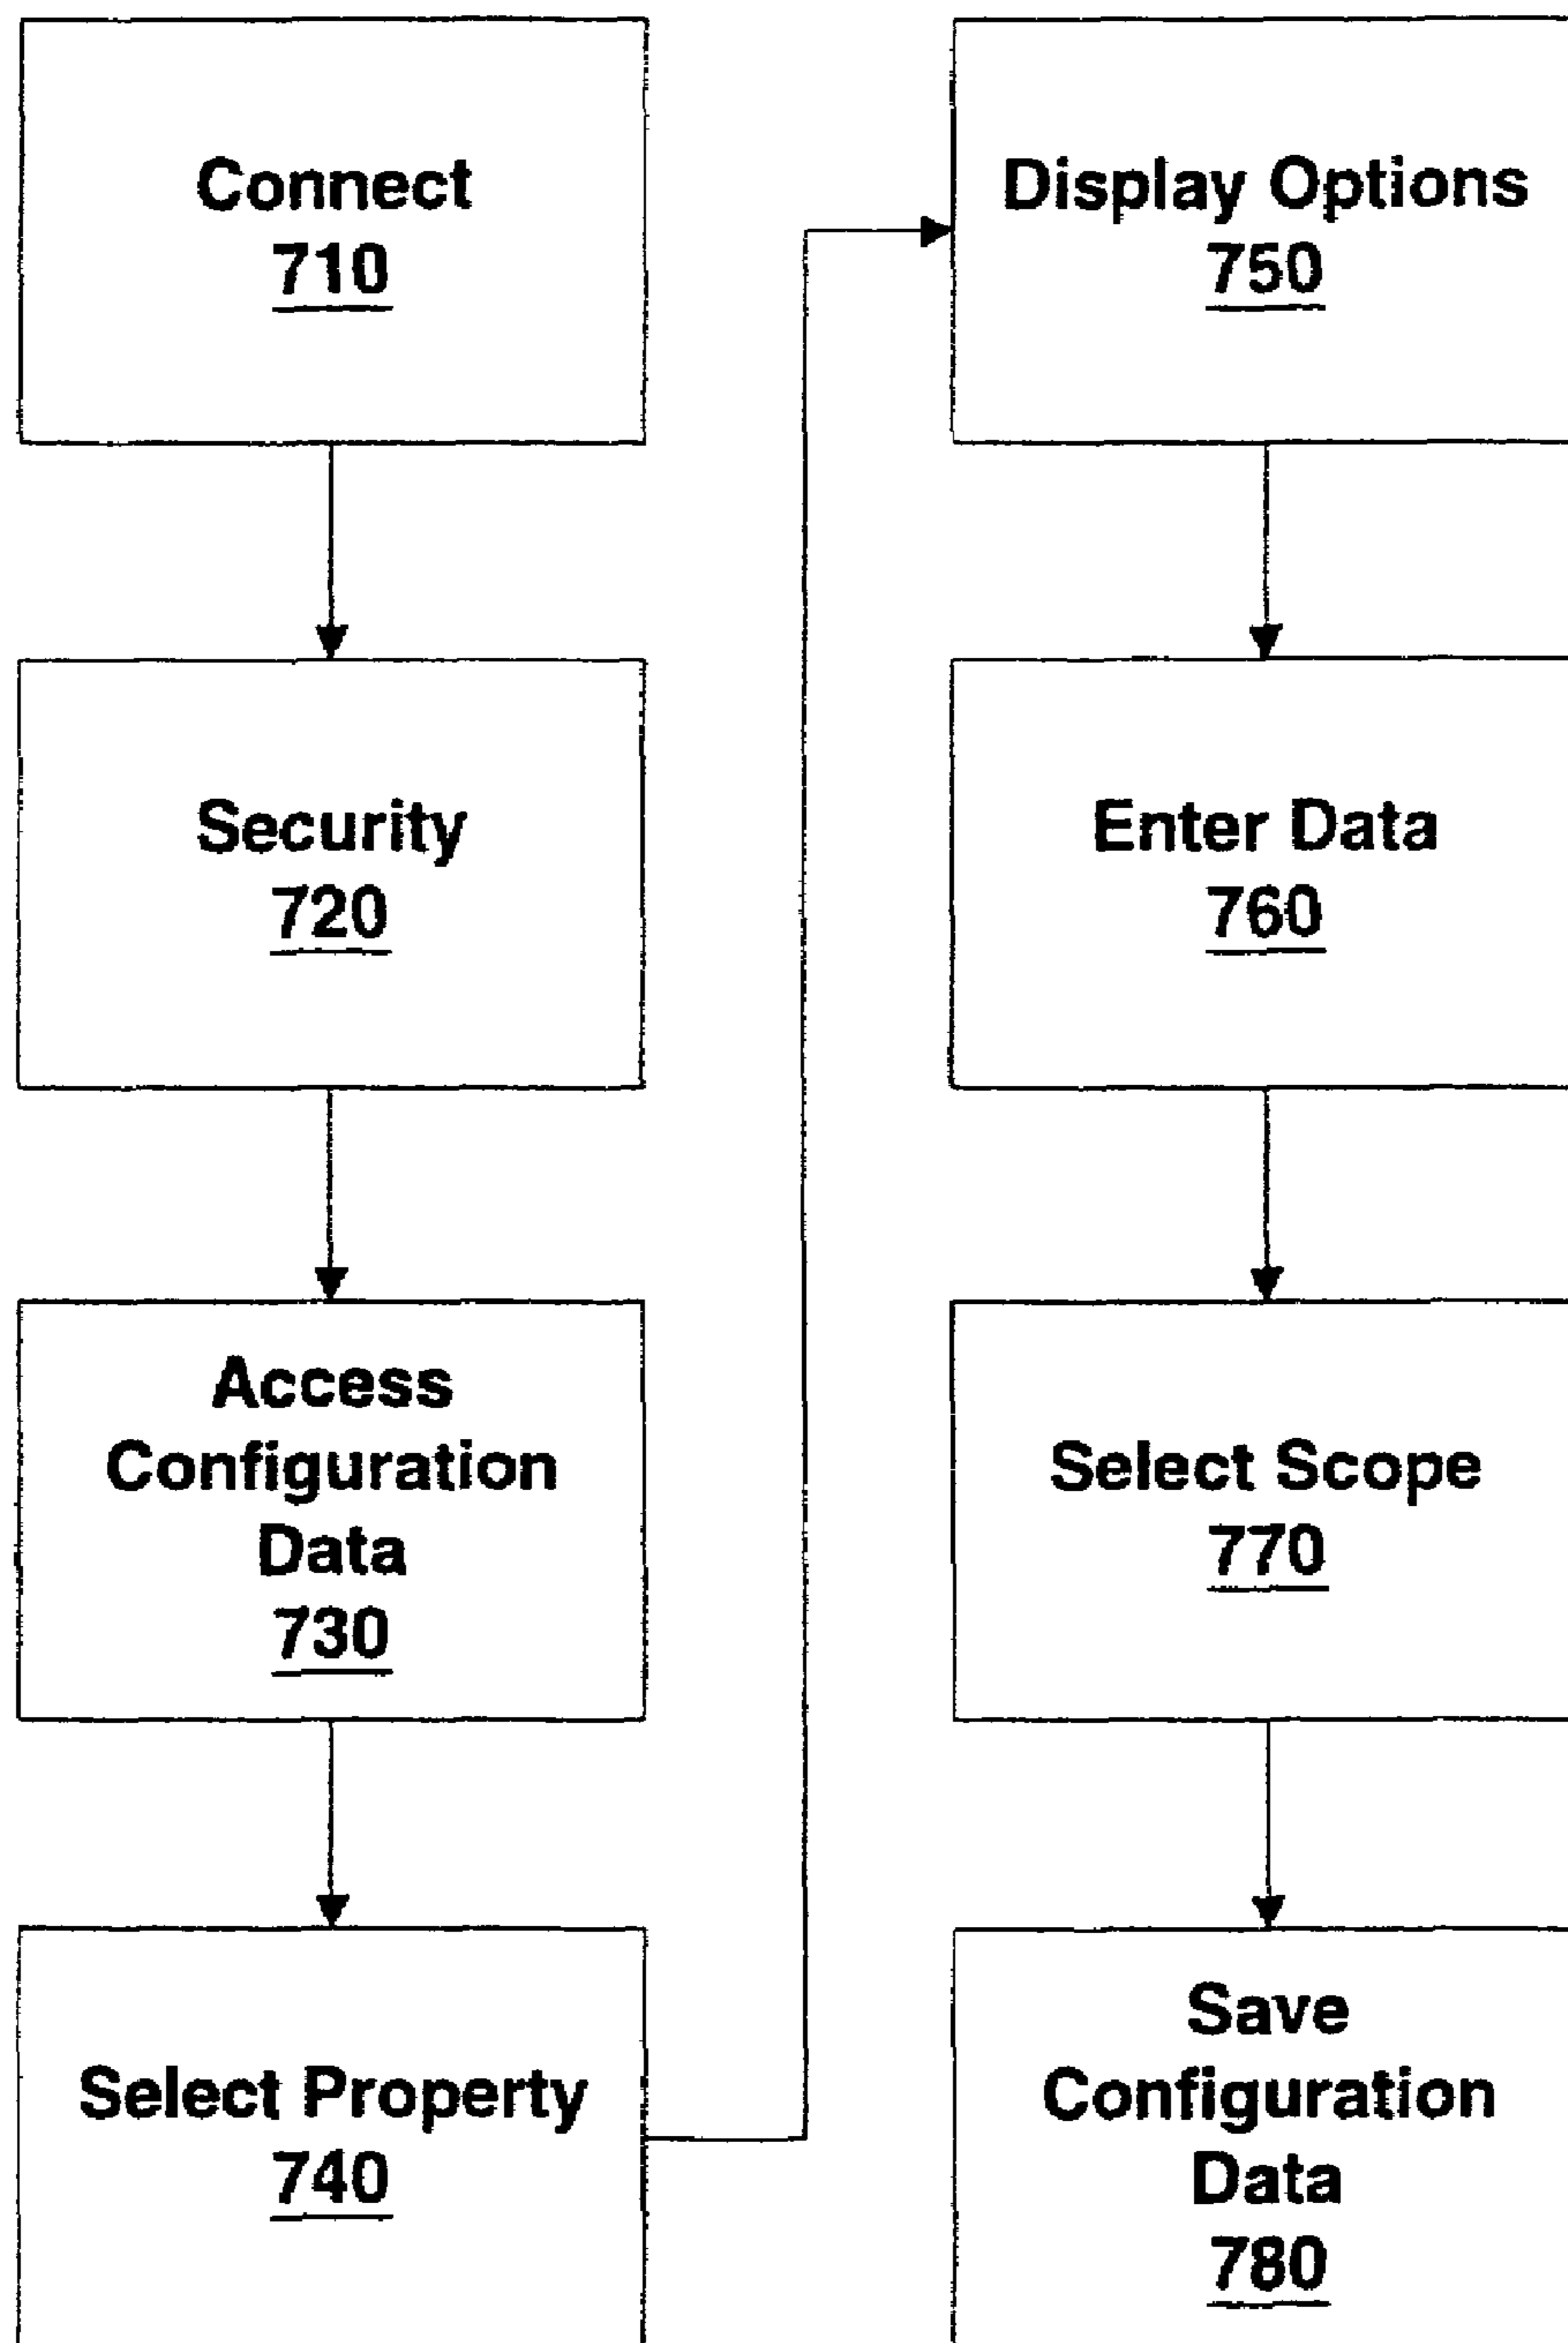 Connect
710
Security
720
Access
Configuration
Data
730
Select Property
740
Display Options
750
Enter Data
760
Select Scope
770
Save
Configuration
Data
780